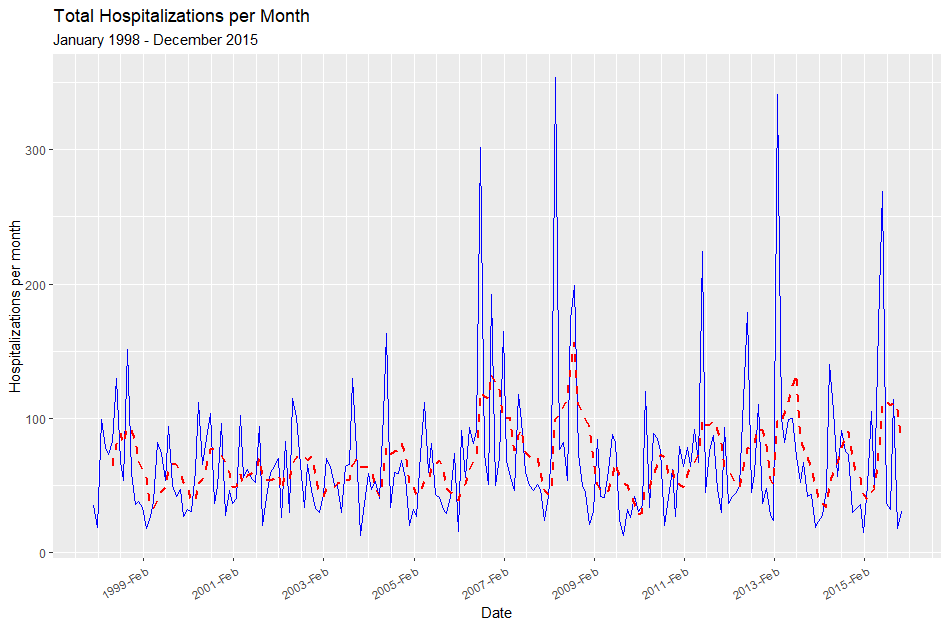 Total Hospitalizations per Month
January 1998 - December 2015
Hospitalizations per month
300
200
100
0
1999-Feb
2001-Feb
2003-Feb
2005-Feb
2007-Feb
2009-Feb
2011-Feb
2013-Feb
2015-Feb
Date